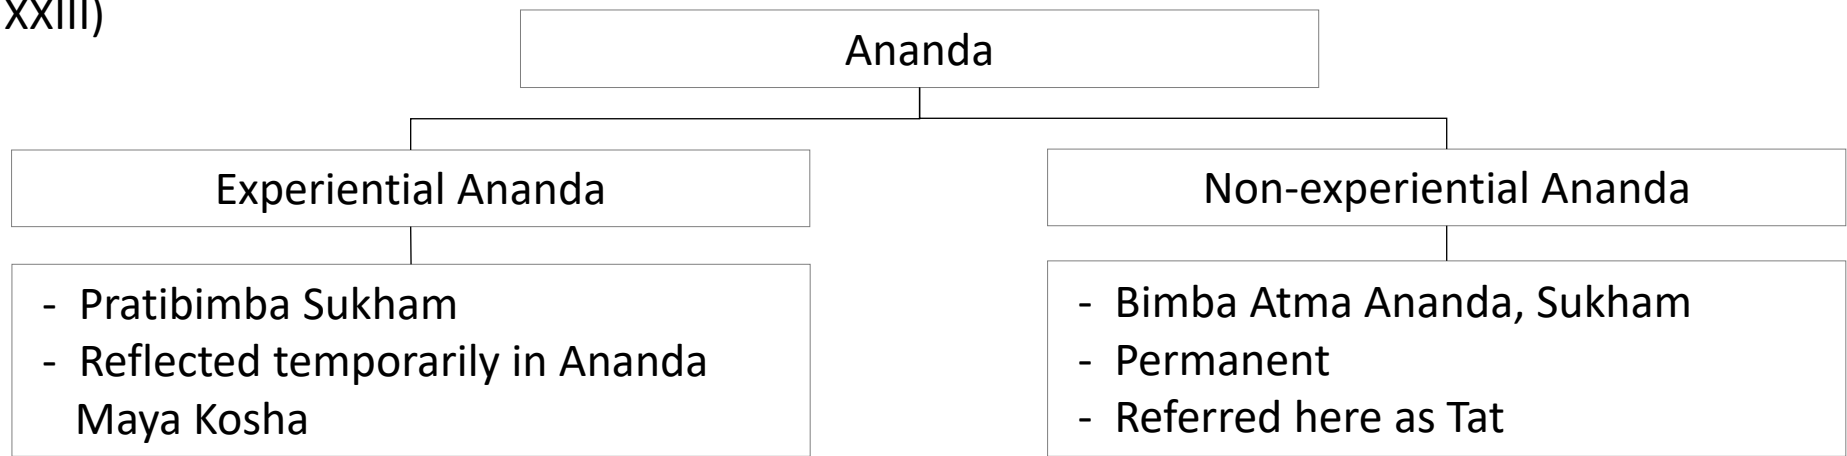 XXIII)
Ananda
Experiential Ananda
Non-experiential Ananda
- Pratibimba Sukham
- Reflected temporarily in Ananda
Maya Kosha
- Bimba Atma Ananda, Sukham
- Permanent
- Referred here as Tat